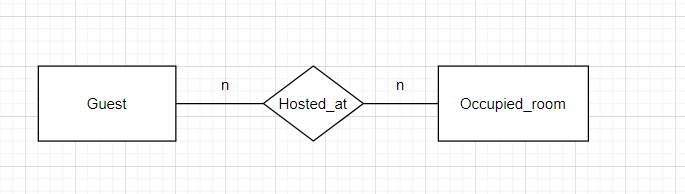 n
n
Guest
Hosted_at
Occupied_room